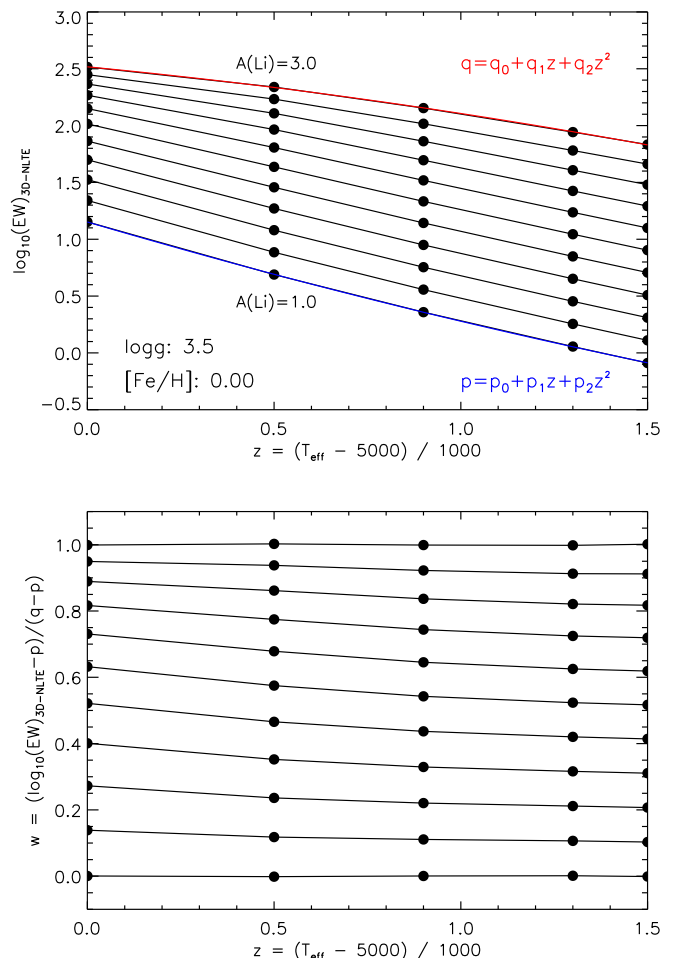 3.0
2.5
2.0
1.5
1.0
0.5
0.0
−0.5
log₁₀(EW)₃D₋NLTE
A(Li)=3.0
q=q₀+q₁z+q₂z²
A(Li)=1.0
logg: 3.5
[Fe/H]: 0.00
p=p₀+p₁z+p₂z²
0.0 0.5 1.0 1.5
z = (Teff − 5000) / 1000
1.0
0.8
0.6
0.4
0.2
0.0
w = (log₁₀(EW)₃D₋NLTE−p)/(q−p)
0.0 0.5 1.0 1.5
z = (Teff − 5000) / 1000